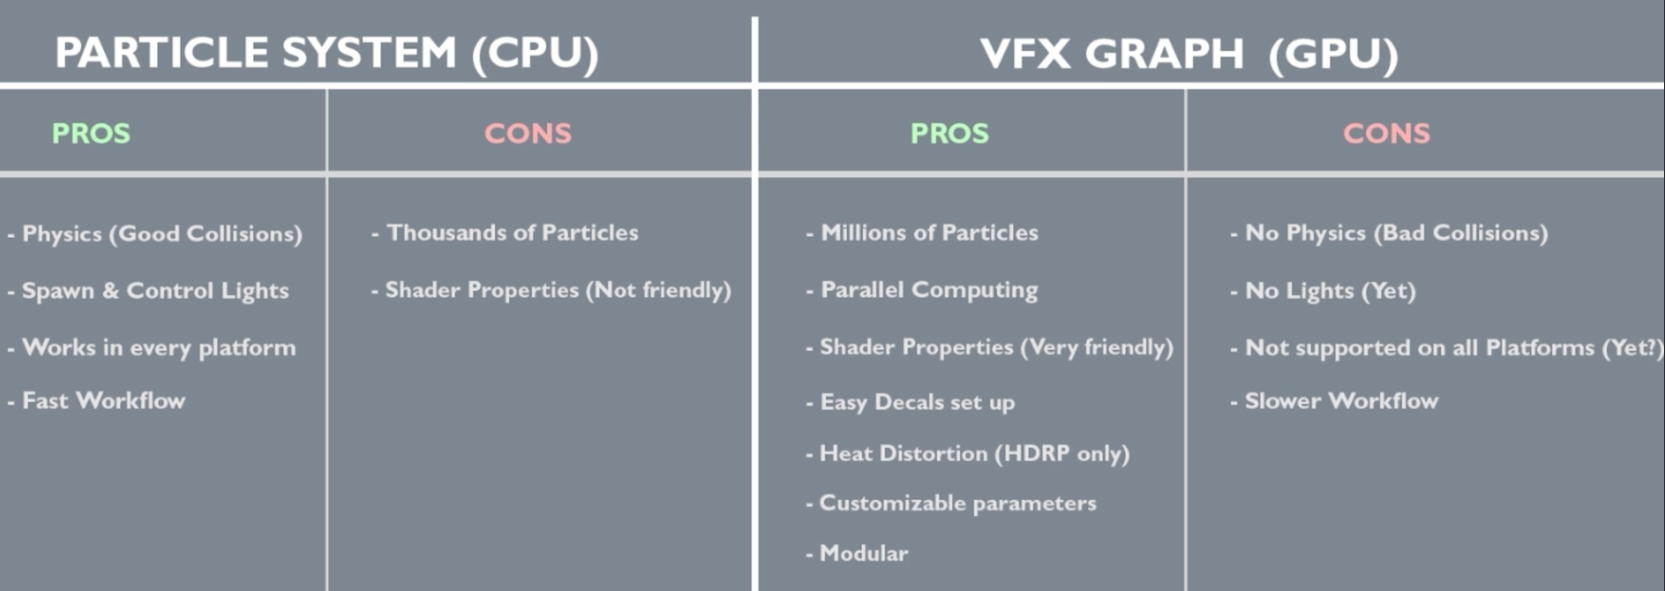 PARTICLE SYSTEM (CPU)
PROS
- Physics (Good Collisions)
- Spawn & Control Lights
- Works in every platform
- Fast Workflow
CONS
- Thousands of Particles
- Shader Properties (Not friendly)
VFX GRAPH (GPU)
PROS
- Millions of Particles
- Parallel Computing
- Shader Properties (Very friendly)
- Easy Decals set up
- Heat Distortion (HDRP only)
- Customizable parameters
- Modular
CONS
- No Physics (Bad Collisions)
- No Lights (Yet)
- Not supported on all Platforms (Yet?)
- Slower Workflow